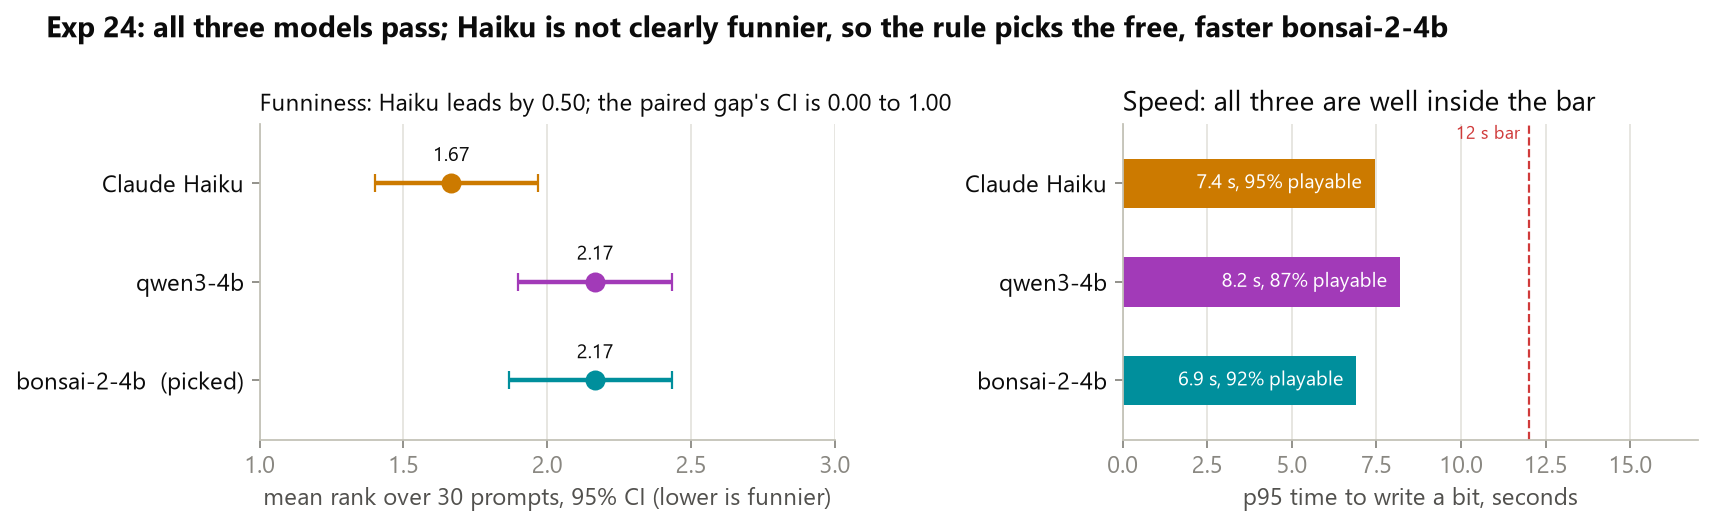 Exp 24: all three models pass; Haiku is not clearly funnier, so the rule picks the free, faster bonsai-2-4b
Funniness: Haiku leads by 0.50; the paired gap's CI is 0.00 to 1.00
Claude Haiku
1.67
qwen3-4b
2.17
bonsai-2-4b (picked)
2.17
1.0 1.5 2.0 2.5 3.0
mean rank over 30 prompts, 95% CI (lower is funnier)
Speed: all three are well inside the bar
12 s bar
Claude Haiku
7.4 s, 95% playable
qwen3-4b
8.2 s, 87% playable
bonsai-2-4b
6.9 s, 92% playable
0.0 2.5 5.0 7.5 10.0 12.5 15.0
p95 time to write a bit, seconds